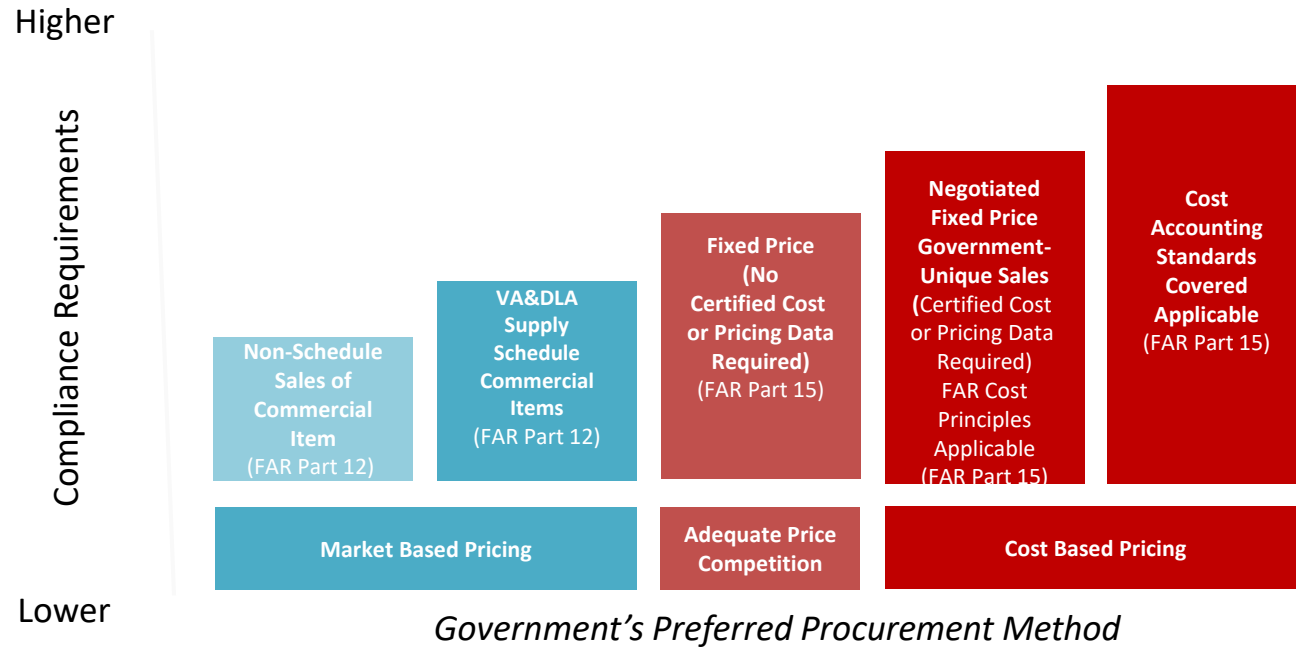 Higher
Compliance Requirements
Non-Schedule
Sales of
Commercial
Item
(FAR Part 12)
VA&DLA
Supply
Schedule
Commercial
Items
(FAR Part 12)
Fixed Price
(No
Certified Cost
or Pricing Data
Required)
(FAR Part 15)
Negotiated
Fixed Price
Government-
Unique Sales
(Certified Cost
or Pricing Data
Required)
FAR Cost
Principles
Applicable
(FAR Part 15)
Cost
Accounting
Standards
Covered
Applicable
(FAR Part 15)
Market Based Pricing
Adequate Price
Competition
Cost Based Pricing
Lower
Government's Preferred Procurement Method